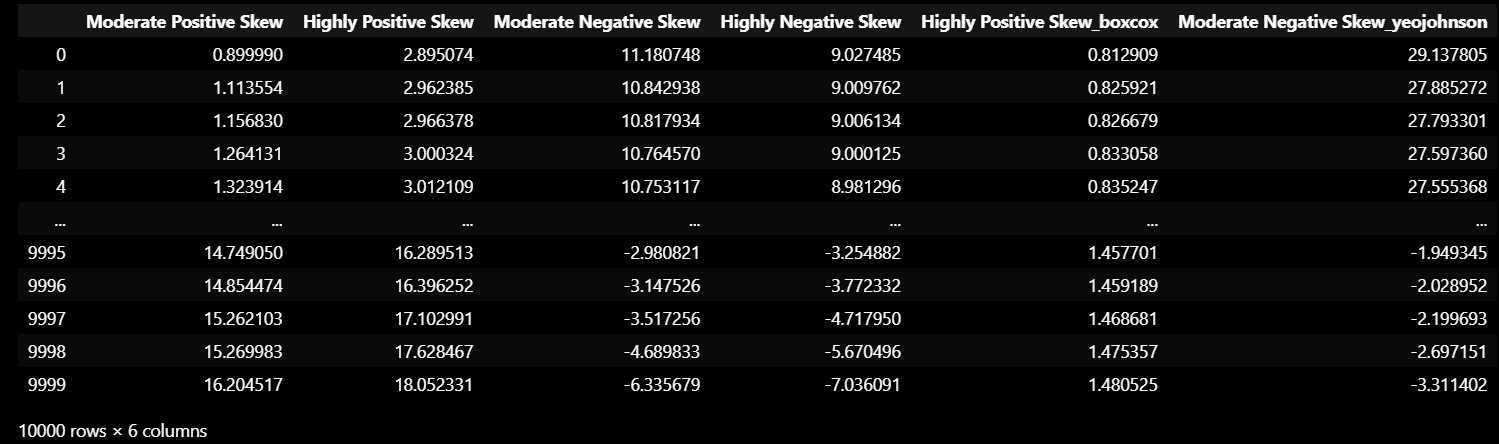 Moderate Positive Skew Highly Positive Skew Moderate Negative Skew Highly Negative Skew Highly Positive Skew_boxcox Moderate Negative Skew_yeojohnson
0 0.899990 2.895074 11.180748 9.027485 0.812909 29.137805
1 1.113554 2.962385 10.842938 9.009762 0.825921 27.885272
2 1.156830 2.966378 10.817934 9.006134 0.826679 27.793301
3 1.264131 3.000324 10.764570 9.000125 0.833058 27.597360
4 1.323914 3.012109 10.753117 8.981296 0.835247 27.555368
... ... ... ... ... ... ...
9995 14.749050 16.289513 -2.980821 -3.254882 1.457701 -1.949345
9996 14.854474 16.396252 -3.147526 -3.772332 1.459189 -2.028952
9997 15.262103 17.102991 -3.517256 -4.717950 1.468681 -2.199693
9998 15.269983 17.628467 -4.689833 -5.670496 1.475357 -2.697151
9999 16.204517 18.052331 -6.335679 -7.036091 1.480525 -3.311402
10000 rows × 6 columns